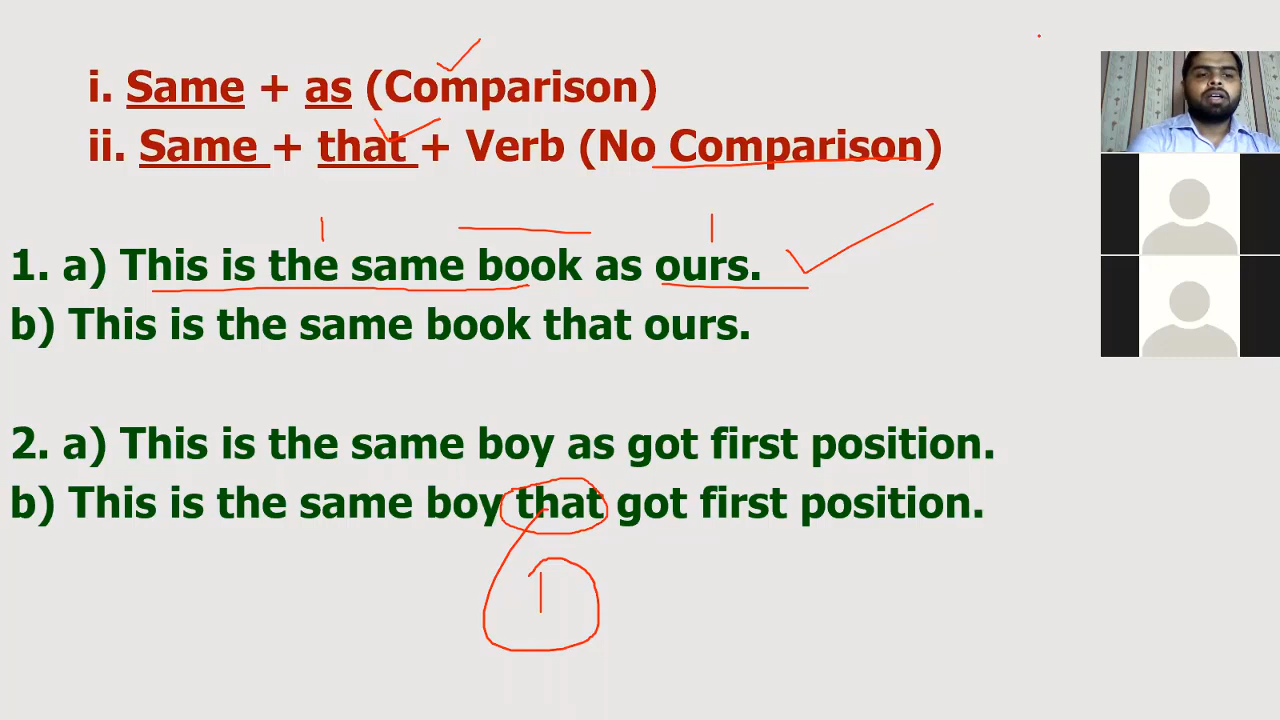 i. Same + as (Comparison)
ii. Same + that + Verb (No Comparison)
1. a) This is the same book as ours.
b) This is the same book that ours.
2. a) This is the same boy as got first position.
b) This is the same boy that got first position.